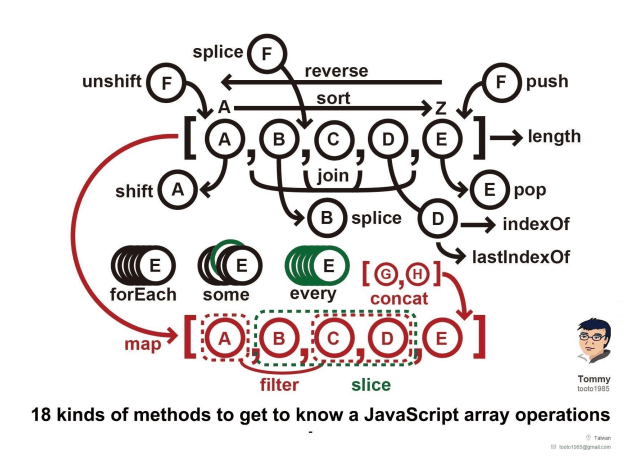 splice F
unshift F
reverse
F push
A sort Z
[ A , B , C , D , E ] length
join
shift A
E pop
B splice
D indexOf
lastIndexOf
E E E
forEach some every
[ G , H ]
concat
map [ A , B , C , D , E ]
filter slice
Tommy
tooto1985
18 kinds of methods to get to know a JavaScript array operations
-
Taiwan
tooto1985@gmail.com